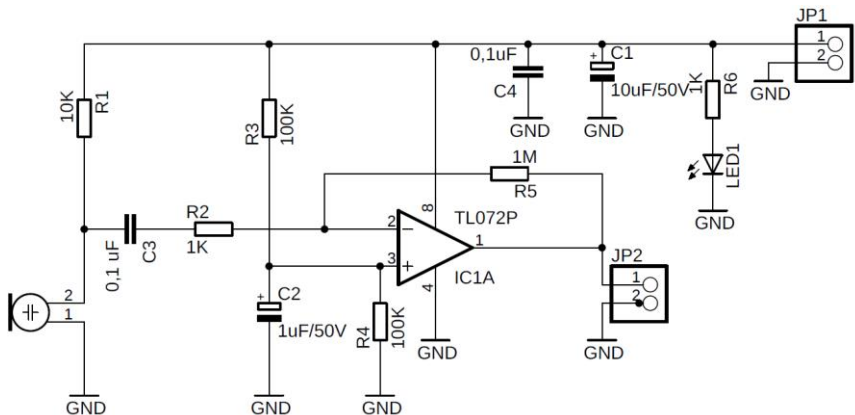 JP1
1
2
GND
0,1uF
C4
GND
C1
+
10uF/50V
GND
1K
R6
LED1
GND
10K
R1
R3
100K
1M
R5
R2
1K
0,1 uF
C3
2
3
8
4
1
−
+
TL072P
IC1A
GND
JP2
1
2
GND
2
1
GND
+
C2
1uF/50V
GND
R4
100K
GND